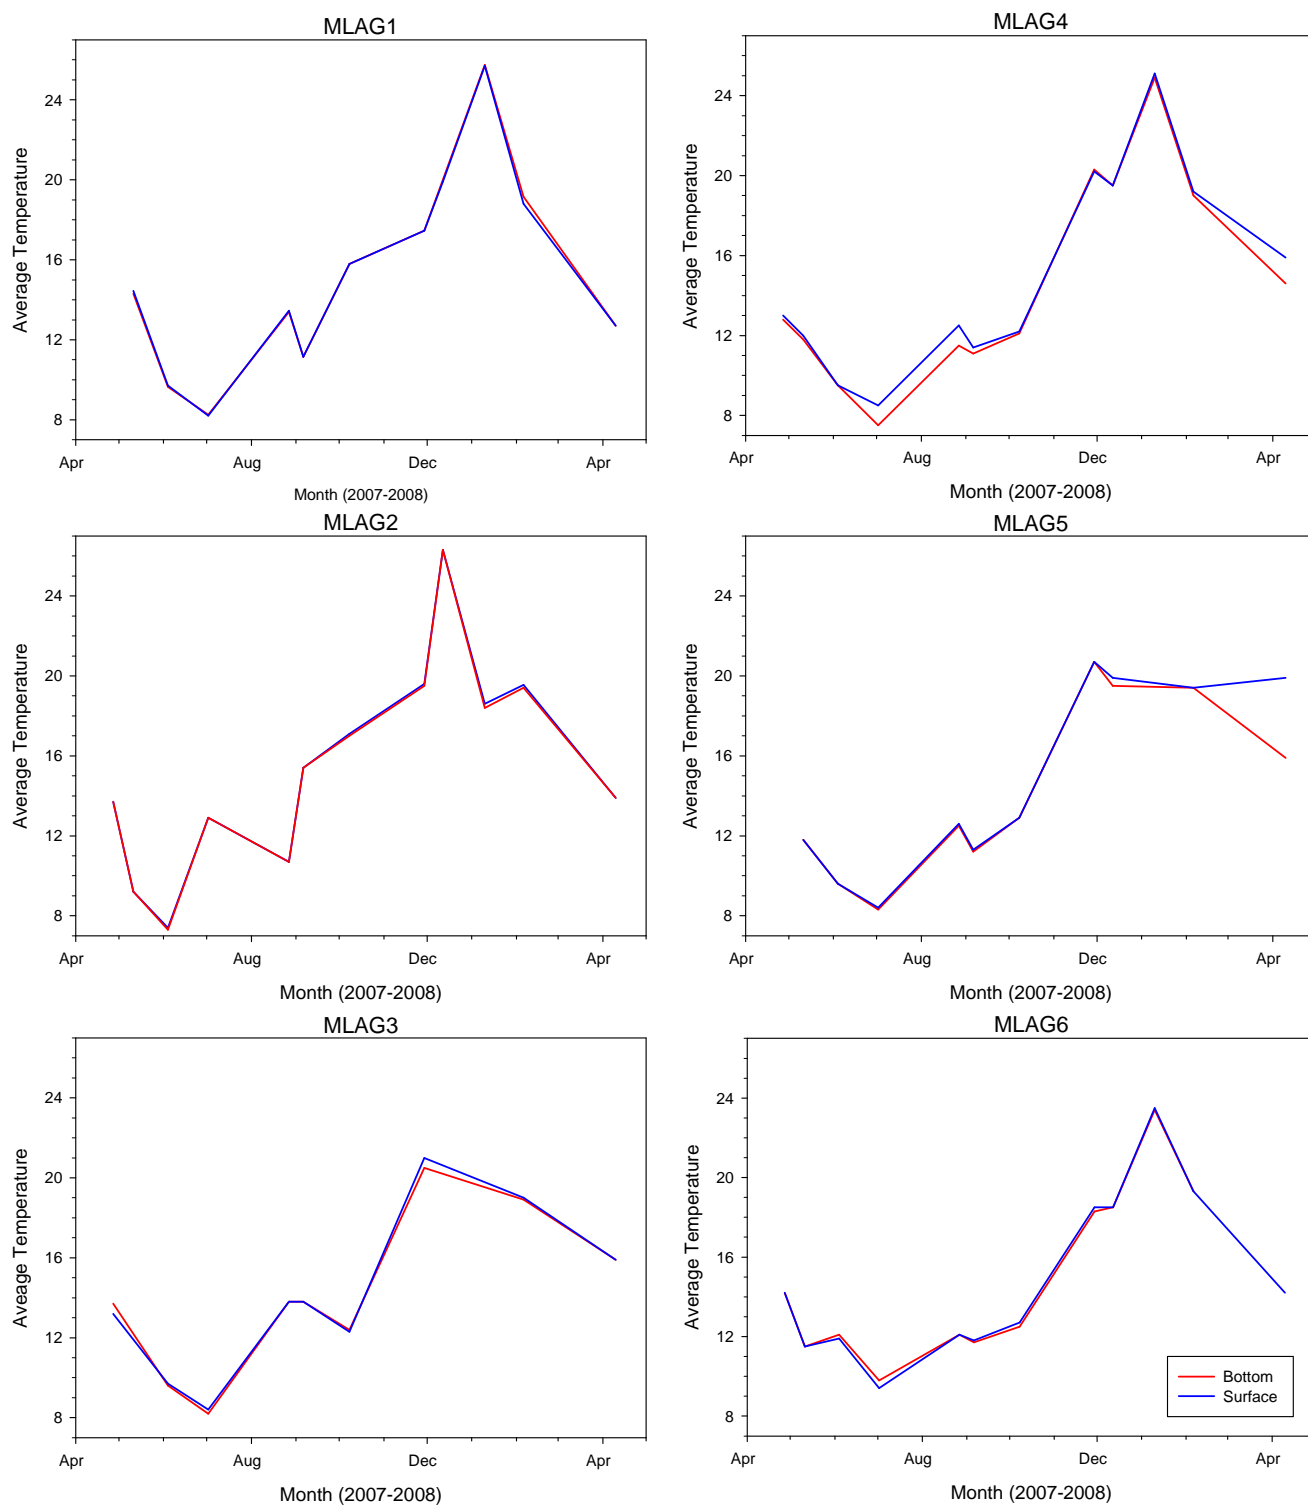 MLAG1
Average Temperature
24
20
16
12
8
Apr
Aug
Dec
Apr
Month (2007-2008)
MLAG4
Average Temperature
24
20
16
12
8
Apr
Aug
Dec
Apr
Month (2007-2008)
MLAG2
Average Temperature
24
20
16
12
8
Apr
Aug
Dec
Apr
Month (2007-2008)
MLAG5
Average Temperature
24
20
16
12
8
Apr
Aug
Dec
Apr
Month (2007-2008)
MLAG3
Aveage Temperature
24
20
16
12
8
Apr
Aug
Dec
Apr
Month (2007-2008)
MLAG6
Average Temperature
24
20
16
12
8
Apr
Aug
Dec
Apr
Month (2007-2008)
Bottom
Surface